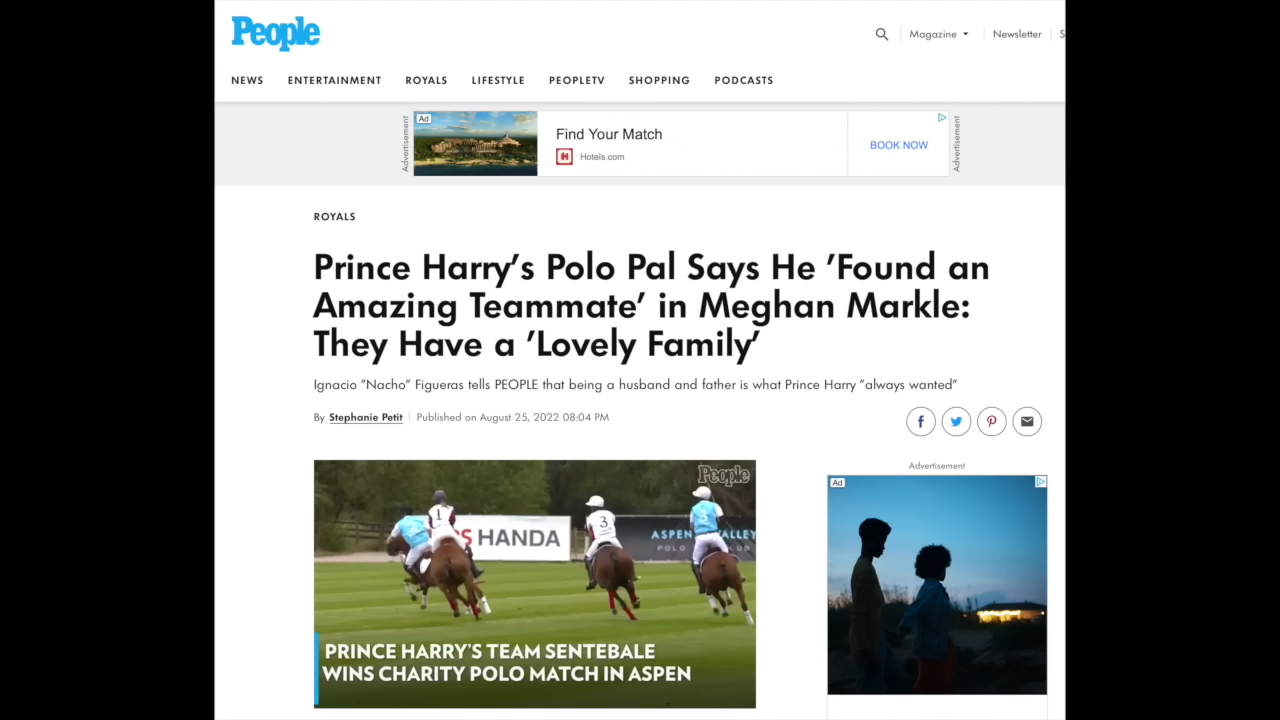 People
Magazine
Newsletter
S
NEWS
ENTERTAINMENT
ROYALS
LIFESTYLE
PEOPLETV
SHOPPING
PODCASTS
Advertisement
Ad
Find Your Match
Hotels.com
BOOK NOW
Advertisement
ROYALS
Prince Harry’s Polo Pal Says He ’Found an
Amazing Teammate’ in Meghan Markle:
They Have a ’Lovely Family’
Ignacio ”Nacho” Figueras tells PEOPLE that being a husband and father is what Prince Harry ”always wanted”
By Stephanie Petit
Published on August 25, 2022 08:04 PM
Advertisement
Ad
People
1
3
3
S HANDA
ASPEN VALLEY
POLO
PRINCE HARRY'S TEAM SENTEBALE
WINS CHARITY POLO MATCH IN ASPEN